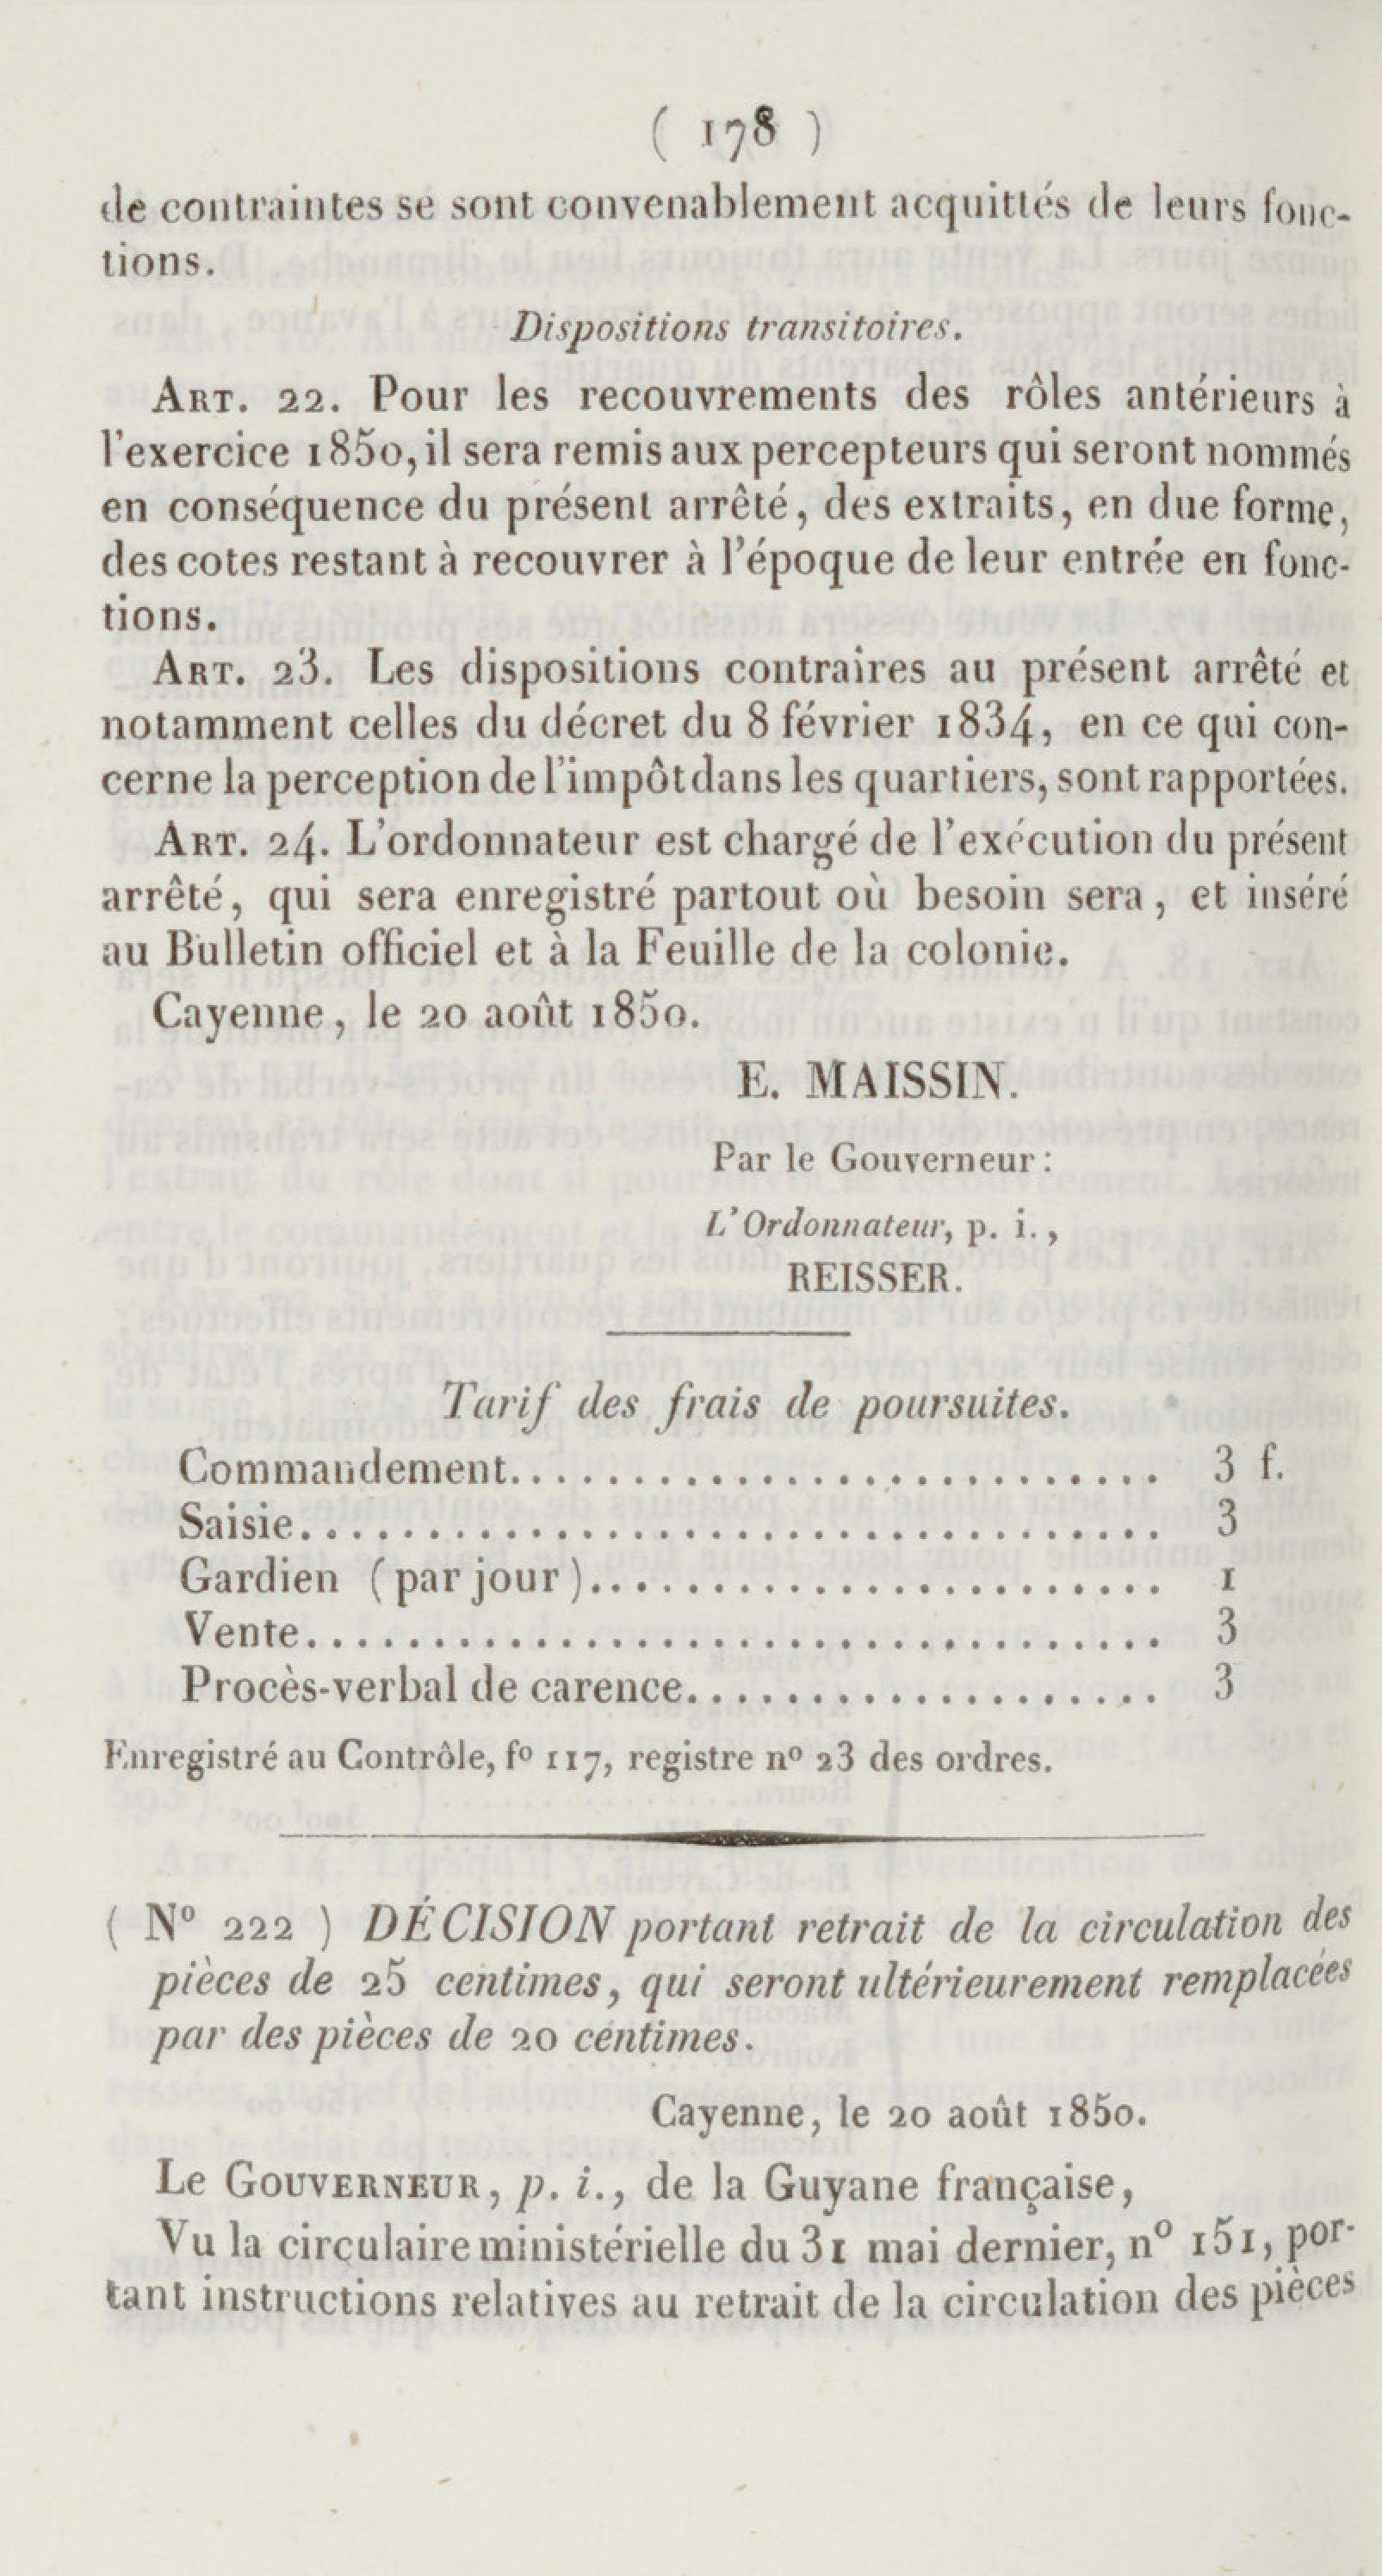 ( 178 )
de contraintes se sont convenablement acquittés de leurs fonc-
tions.
Dispositions transitoires.
ART. 22. Pour les recouvrements des rôles antérieurs à
l'exercice 1850, il sera remis aux percepteurs qui seront nommés
en conséquence du présent arrêté, des extraits, en due forme,
des cotes restant à recouvrer à l'époque de leur entrée en fonc-
tions.
ART. 23. Les dispositions contraires au présent arrêté et
notamment celles du décret du 8 février 1834, en ce qui con-
cerne la perception de l'impôt dans les quartiers, sont rapportées.
ART. 24. L'ordonnateur est chargé de l'exécution du présent
arrêté, qui sera enregistré partout où besoin sera, et inséré
au Bulletin officiel et à la Feuille de la colonie.
Cayenne, le 20 août 1850.
E. MAISSIN.
Par le Gouverneur:
L'Ordonnateur, p. i.,
REISSER.
Tarif des frais de poursuites.
Commandement............................ 3 f.
Saisie.................................. 3
Gardien (par jour)........................ 1
Vente.................................. 3
Procès-verbal de carence.................... 3
Enregistré au Contrôle, fº 117, registre nº 23 des ordres.
( Nº 222 ) DÉCISION portant retrait de la circulation des
pièces de 25 centimes, qui seront ultérieurement remplacées
par des pièces de 20 centimes.
Cayenne, le 20 août 1850.
LE GOUVERNEUR, p. i., de la Guyane française,
Vu la circulaire ministérielle du 31 mai dernier, nº 151, por-
tant instructions relatives au retrait de la circulation des pièces